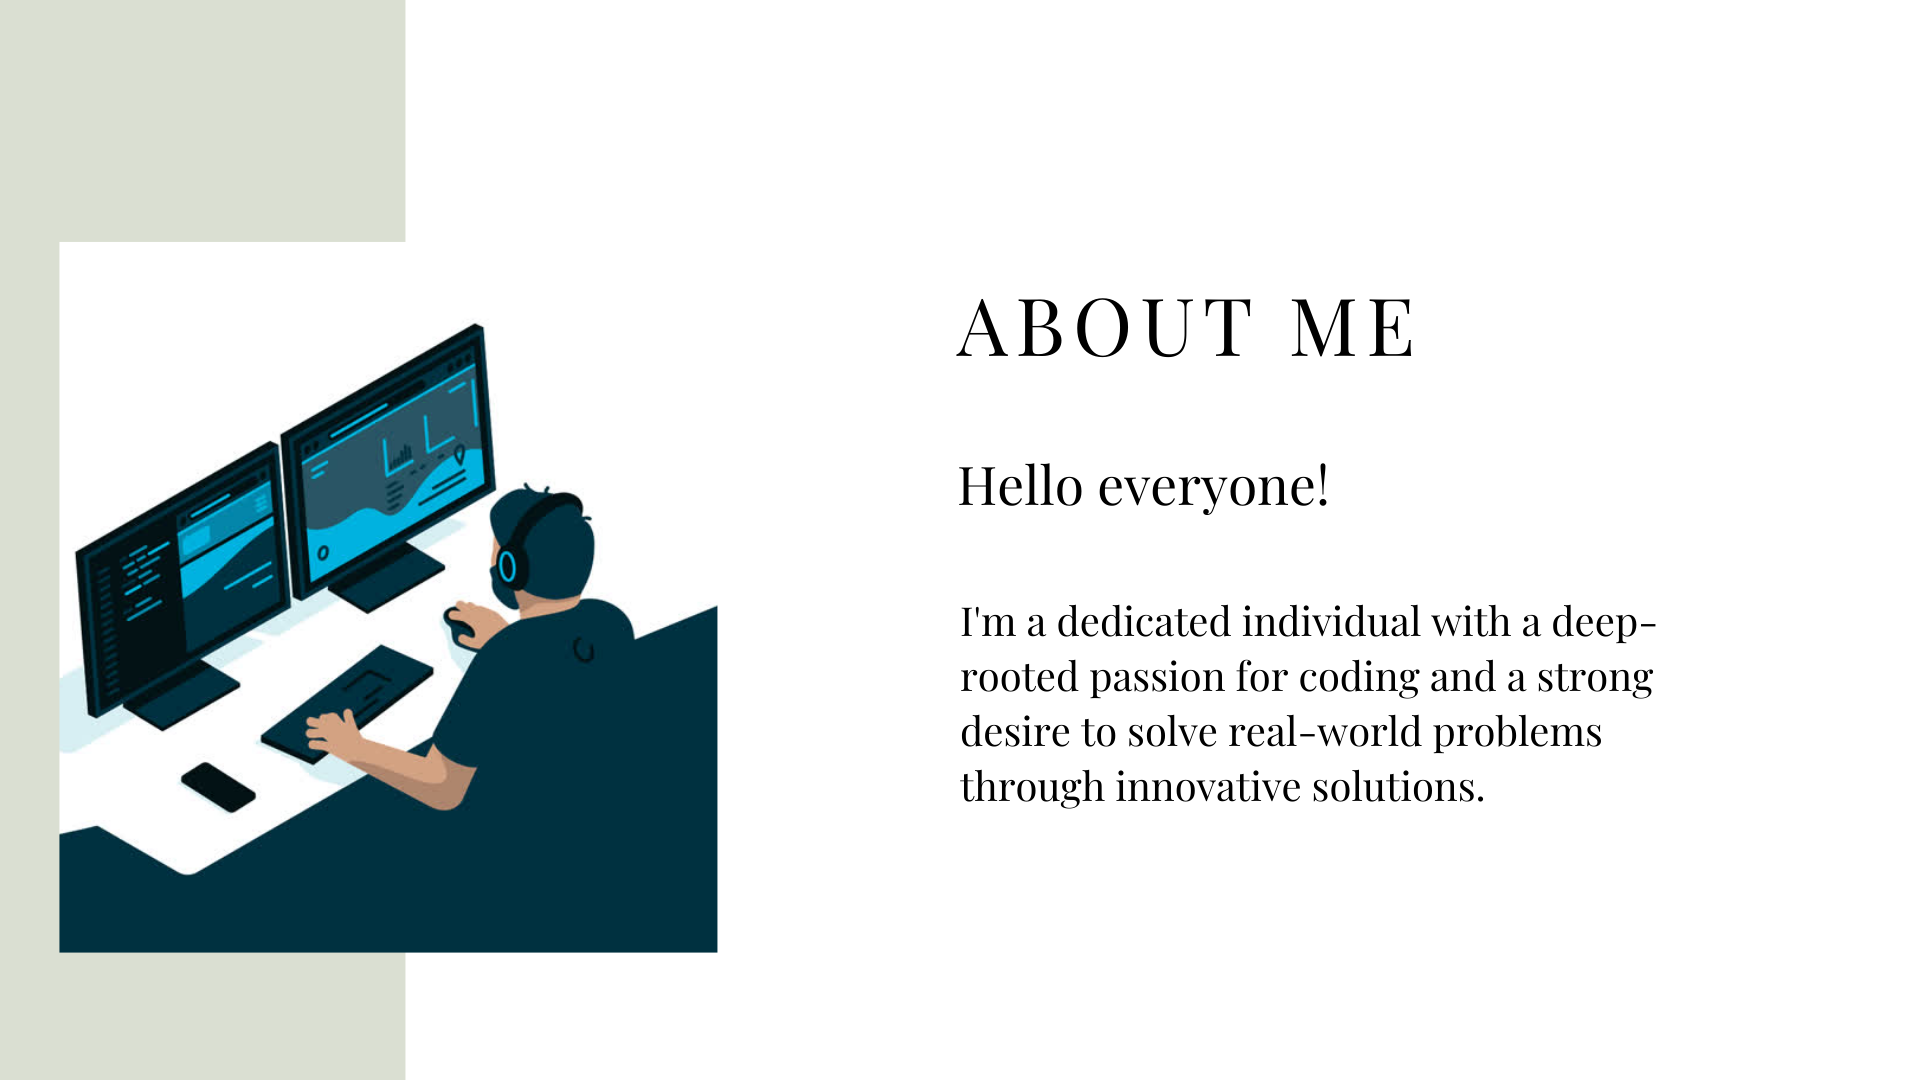 ABOUT ME
Hello everyone!
I'm a dedicated individual with a deep-
rooted passion for coding and a strong
desire to solve real-world problems
through innovative solutions.